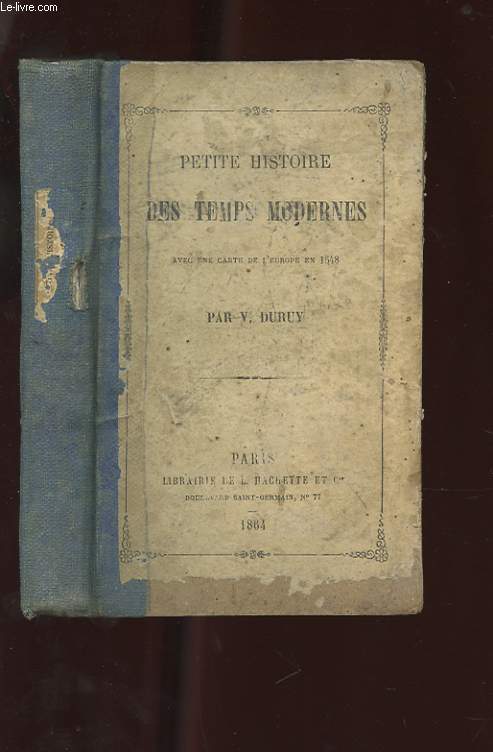 Le-livre.com
PETITE HISTOIRE
DES TEMPS MODERNES
AVEC UNE CARTE DE L'EUROPE EN 1548
PAR V. DURUY
PARIS
LIBRAIRIE DE L. HACHETTE ET Cie
BOULEVARD SAINT-GERMAIN, No 77
1864